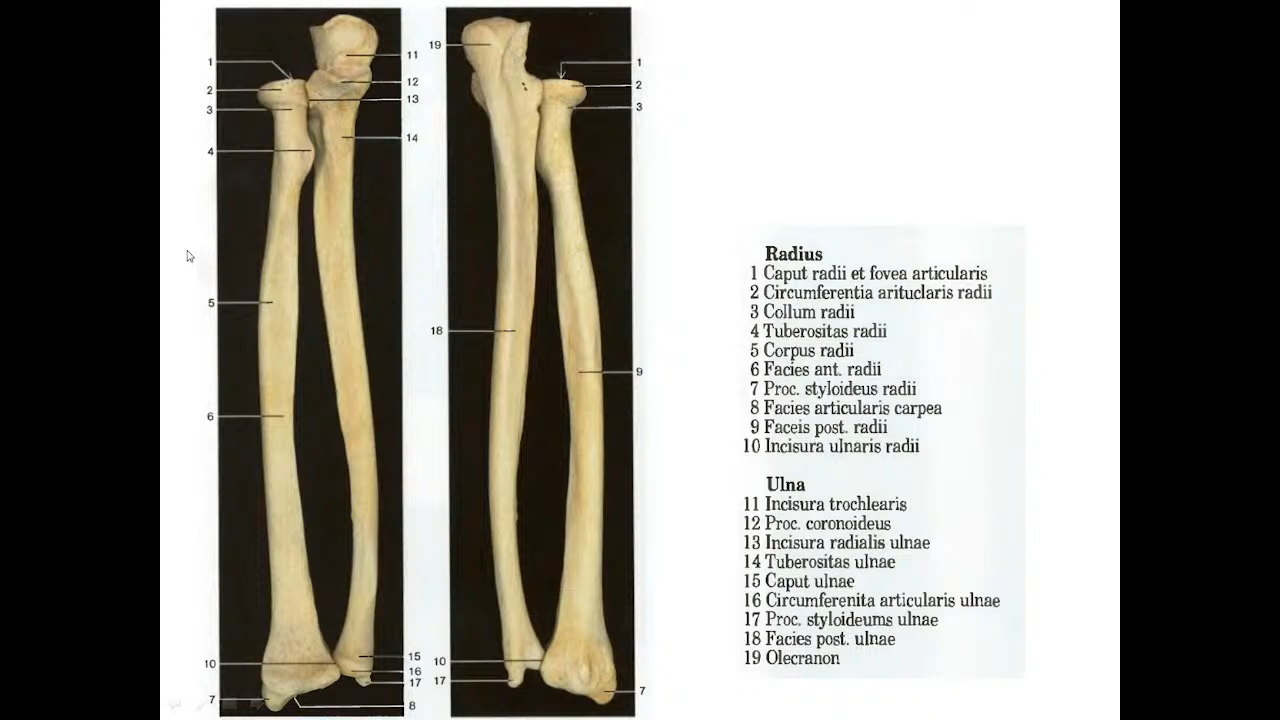 1
2
3
4
5
6
10
7
11
12
13
14
15
16
17
8
19
18
10
17
1
2
3
9
7
Radius
1 Caput radii et fovea articularis
2 Circumferentia arituclaris radii
3 Collum radii
4 Tuberositas radii
5 Corpus radii
6 Facies ant. radii
7 Proc. styloideus radii
8 Facies articularis carpea
9 Faceis post. radii
10 Incisura ulnaris radii
Ulna
11 Incisura trochlearis
12 Proc. coronoideus
13 Incisura radialis ulnae
14 Tuberositas ulnae
15 Caput ulnae
16 Circumferenita articularis ulnae
17 Proc. styloideums ulnae
18 Facies post. ulnae
19 Olecranon